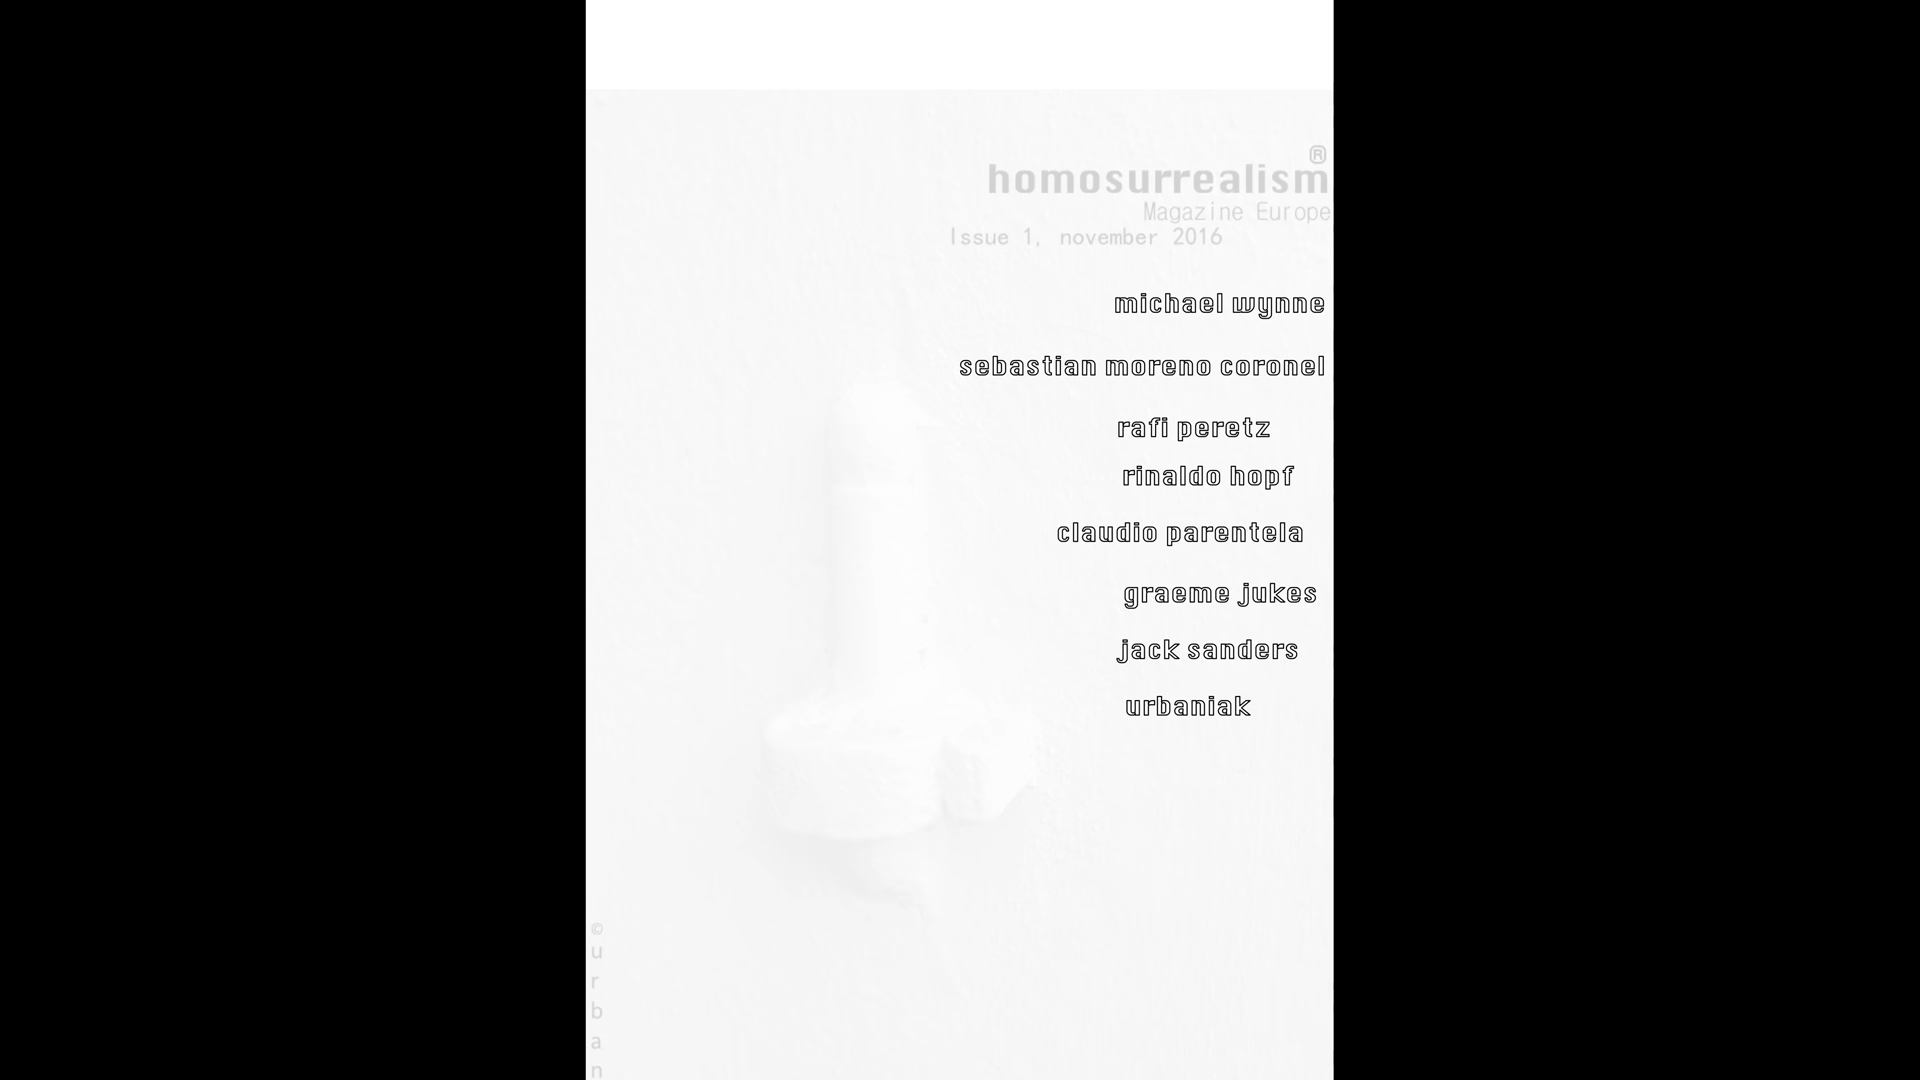 ®
homosurrealism
Magazine Europe
Issue 1, november 2016
michael wynne
sebastian moreno coronel
rafi peretz
rinaldo hopf
claudio parentela
graeme jukes
jack sanders
urbaniak
©
u
r
b
a
n